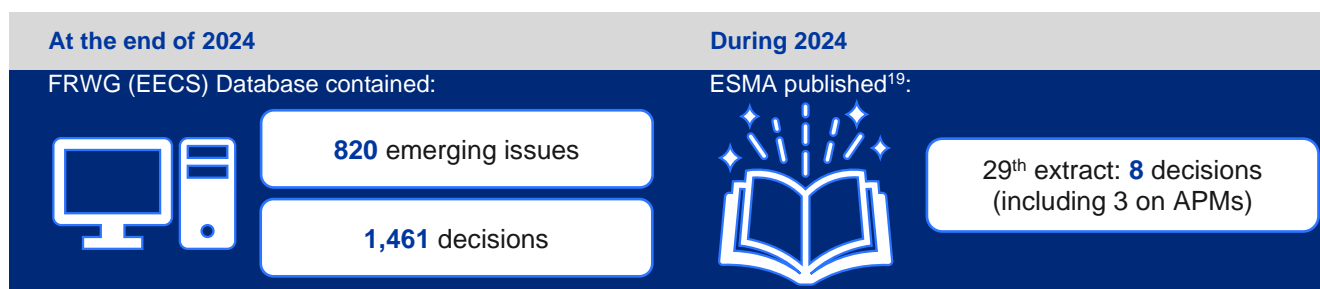 At the end of 2024
During 2024
FRWG (EECS) Database contained:
ESMA published19:
820 emerging issues
1,461 decisions
29th extract: 8 decisions
(including 3 on APMs)